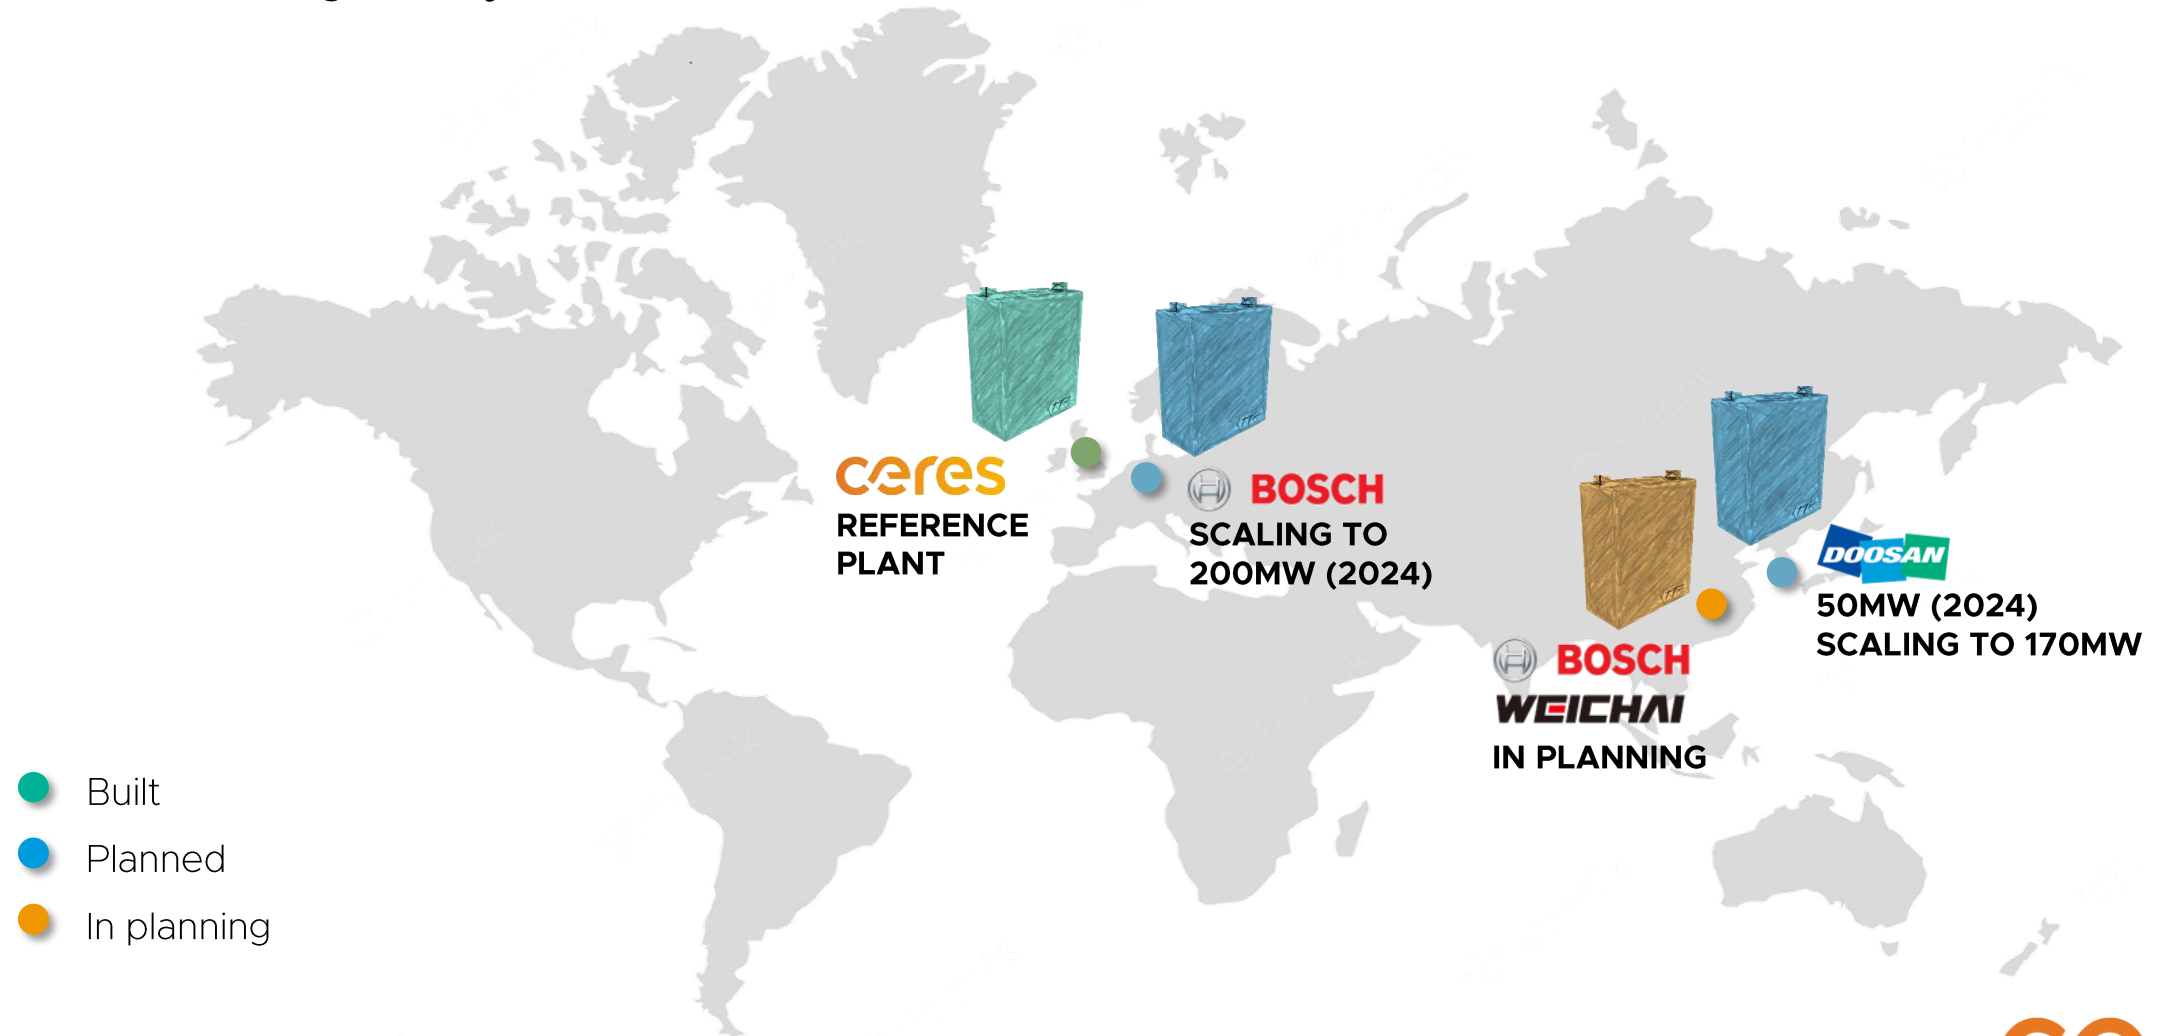 ceres
REFERENCE
PLANT
BOSCH
SCALING TO
200MW (2024)
DOOSAN
50MW (2024)
SCALING TO 170MW
BOSCH
WEICHAI
IN PLANNING
Built
Planned
In planning